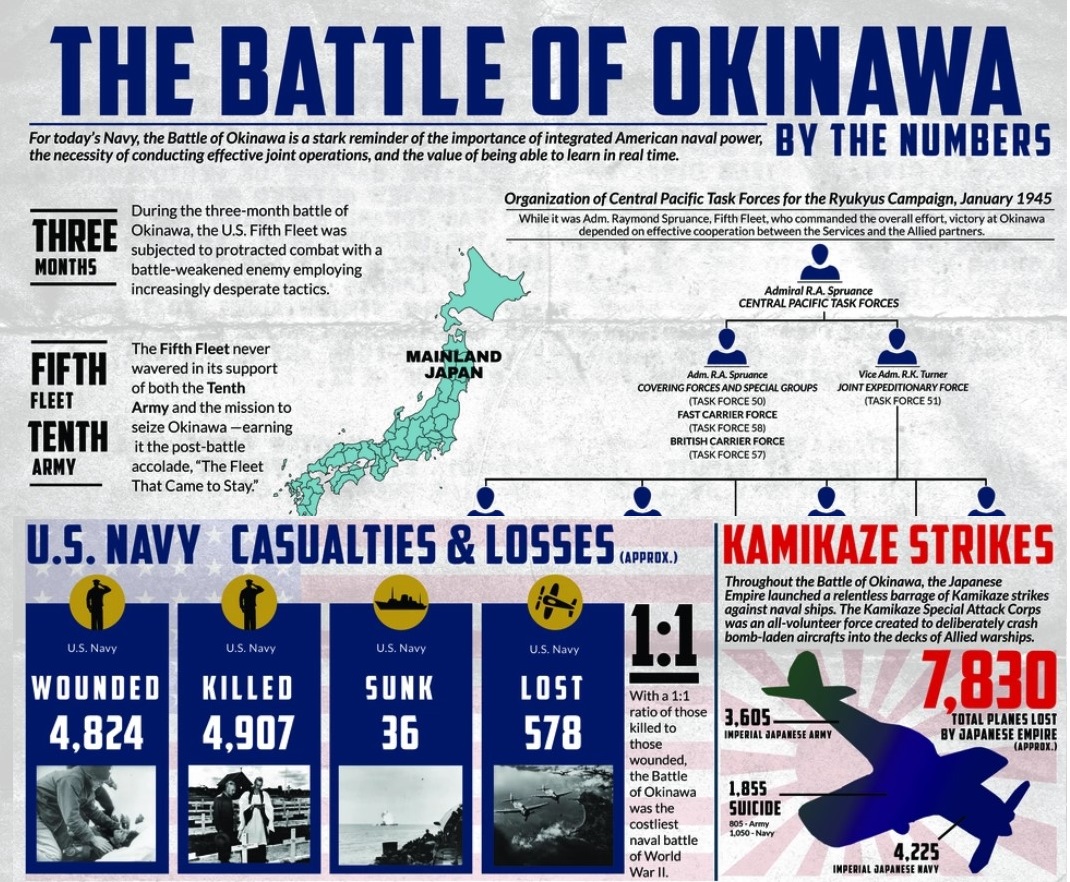 THE BATTLE OF OKINAWA
BY THE NUMBERS
For today's Navy, the Battle of Okinawa is a stark reminder of the importance of integrated American naval power,
the necessity of conducting effective joint operations, and the value of being able to learn in real time.
THREE
MONTHS
During the three-month battle of
Okinawa, the U.S. Fifth Fleet was
subjected to protracted combat with a
battle-weakened enemy employing
increasingly desperate tactics.
FIFTH
FLEET
TENTH
ARMY
The Fifth Fleet never
wavered in its support
of both the Tenth
Army and the mission to
seize Okinawa —earning
it the post-battle
accolade, “The Fleet
That Came to Stay.”
MAINLAND
JAPAN
Organization of Central Pacific Task Forces for the Ryukyus Campaign, January 1945
While it was Adm. Raymond Spruance, Fifth Fleet, who commanded the overall effort, victory at Okinawa
depended on effective cooperation between the Services and the Allied partners.
Admiral R.A. Spruance
CENTRAL PACIFIC TASK FORCES
Adm. R.A. Spruance
COVERING FORCES AND SPECIAL GROUPS
(TASK FORCE 50)
FAST CARRIER FORCE
(TASK FORCE 58)
BRITISH CARRIER FORCE
(TASK FORCE 57)
Vice Adm. R.K. Turner
JOINT EXPEDITIONARY FORCE
(TASK FORCE 51)
U.S. NAVY CASUALTIES & LOSSES (APPROX.)
U.S. Navy
WOUNDED
4,824
U.S. Navy
KILLED
4,907
U.S. Navy
SUNK
36
U.S. Navy
LOST
578
1:1
With a 1:1
ratio of those
killed to
those
wounded,
the Battle
of Okinawa
was the
costliest
naval battle
of World
War II.
KAMIKAZE STRIKES
Throughout the Battle of Okinawa, the Japanese
Empire launched a relentless barrage of Kamikaze strikes
against naval ships. The Kamikaze Special Attack Corps
was an all-volunteer force created to deliberately crash
bomb-laden aircrafts into the decks of Allied warships.
7,830
TOTAL PLANES LOST
BY JAPANESE EMPIRE
(APPROX.)
3,605
IMPERIAL JAPANESE ARMY
1,855
SUICIDE
805 - Army
1,050 - Navy
4,225
IMPERIAL JAPANESE NAVY